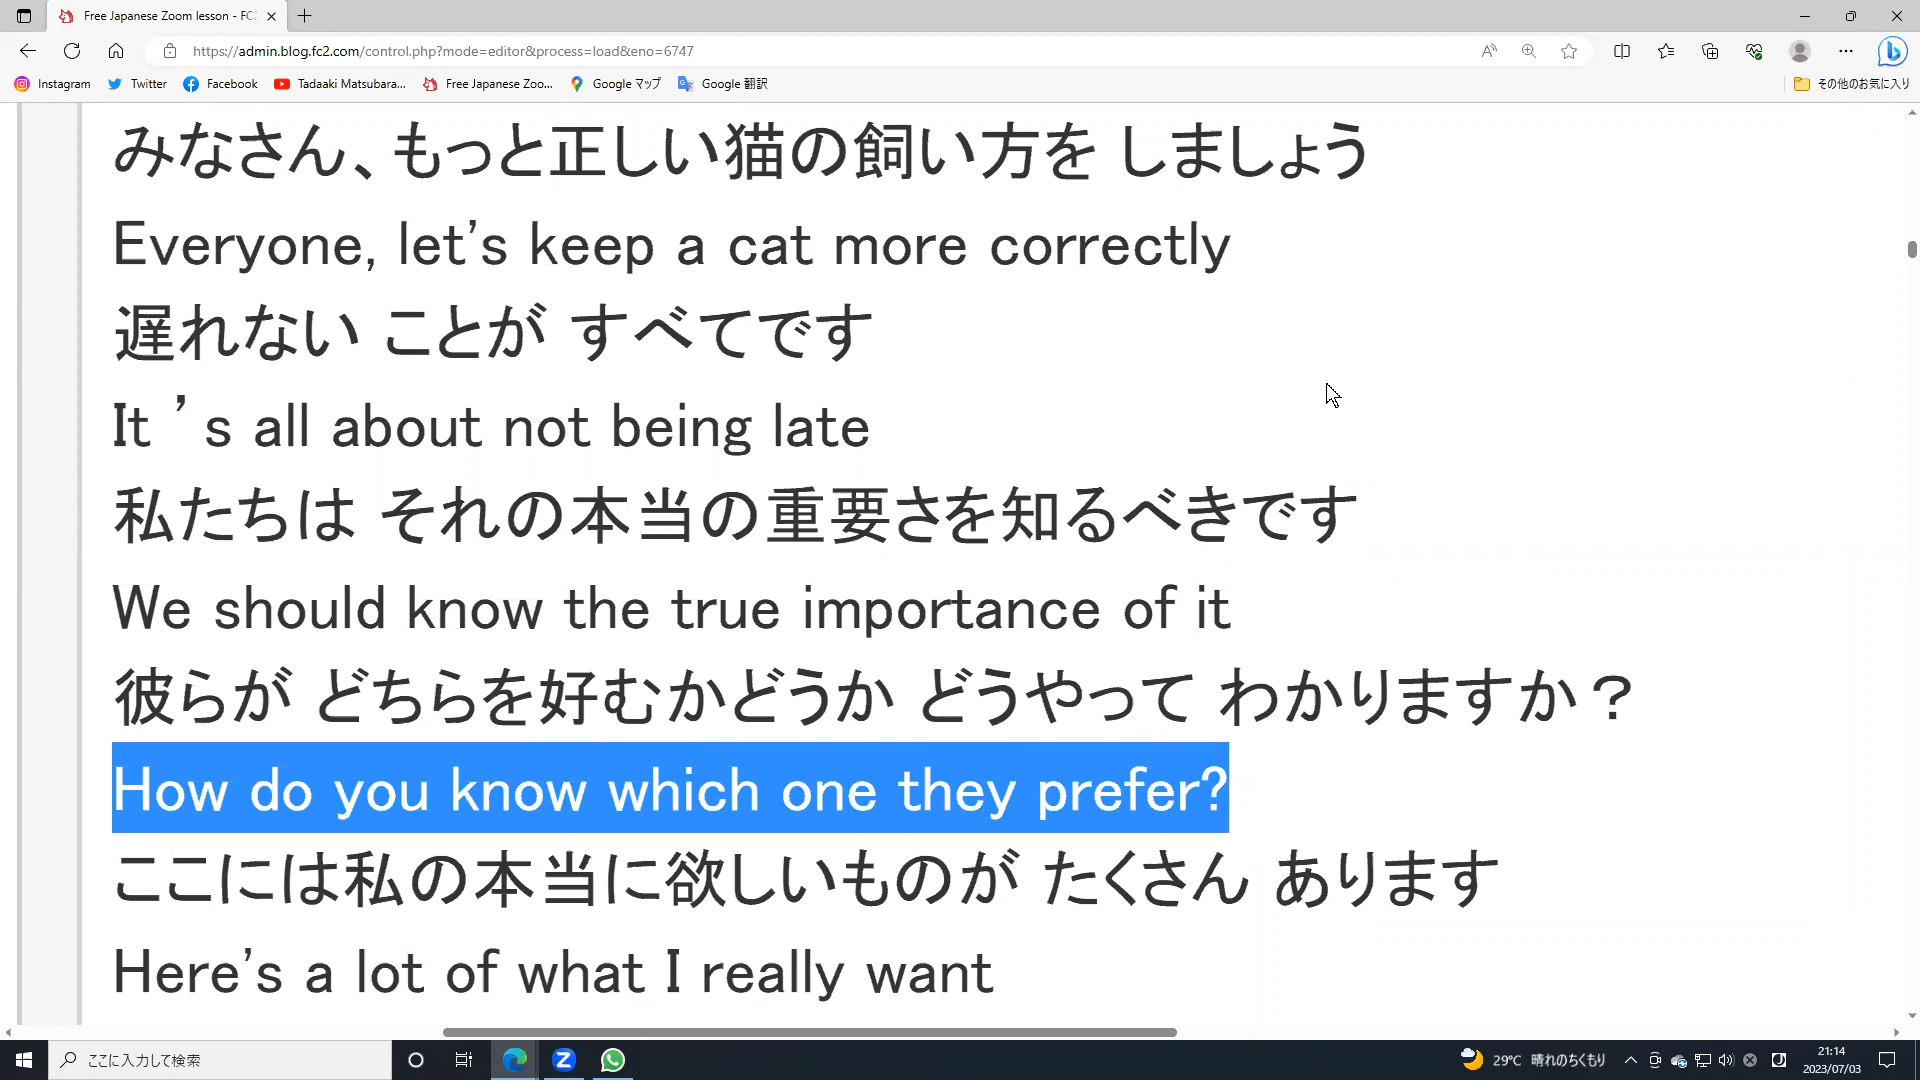 Free Japanese Zoom lesson - FC2
https://admin.blog.fc2.com/control.php?mode=editor&process=load&eno=6747
Instagram Twitter Facebook Tadaaki Matsubara... Free Japanese Zoo... Google マップ Google 翻訳 その他のお気に入り
みなさん、もっと正しい猫の飼い方を しましょう
Everyone, let's keep a cat more correctly
遅れない ことが すべてです
It ’s all about not being late
私たちは それの本当の重要さを知るべきです
We should know the true importance of it
彼らが どちらを好むかどうか どうやって わかりますか？
How do you know which one they prefer?
ここには私の本当に欲しいものが たくさん あります
Here's a lot of what I really want
ここに入力して検索
29°C 晴れのちくもり
21:14
2023/07/03